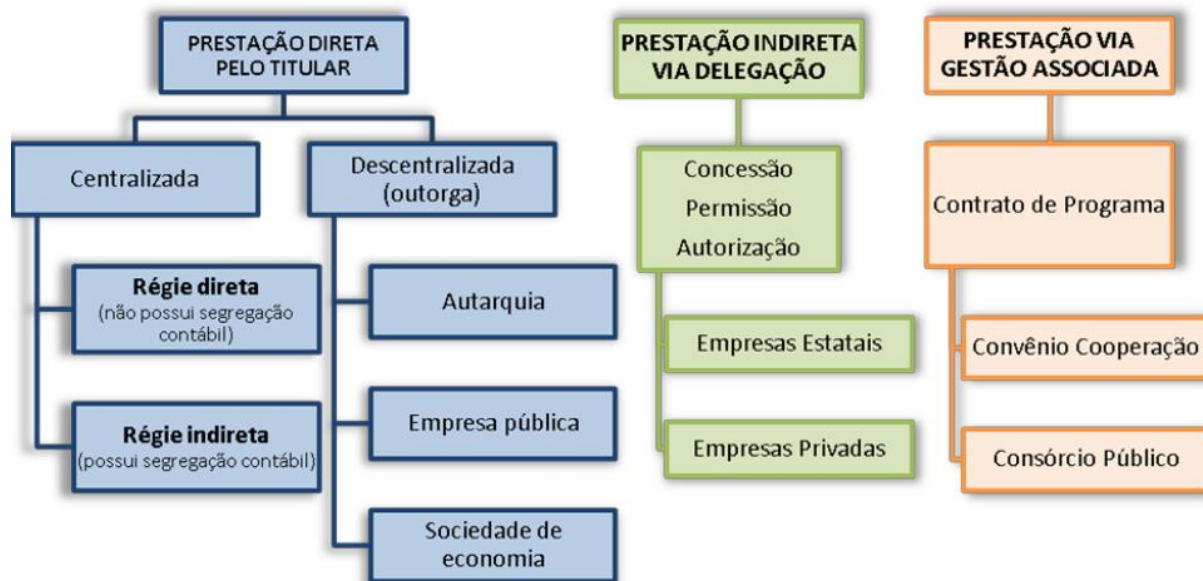 PRESTAÇÃO DIRETA
PELO TITULAR
Centralizada
Régie direta
(não possui segregação
contábil)
Régie indireta
(possui segregação contábil)
Descentralizada
(outorga)
Autarquia
Empresa pública
Sociedade de
economia
PRESTAÇÃO INDIRETA
VIA DELEGAÇÃO
Concessão
Permissão
Autorização
Empresas Estatais
Empresas Privadas
PRESTAÇÃO VIA
GESTÃO ASSOCIADA
Contrato de Programa
Convênio Cooperação
Consórcio Público